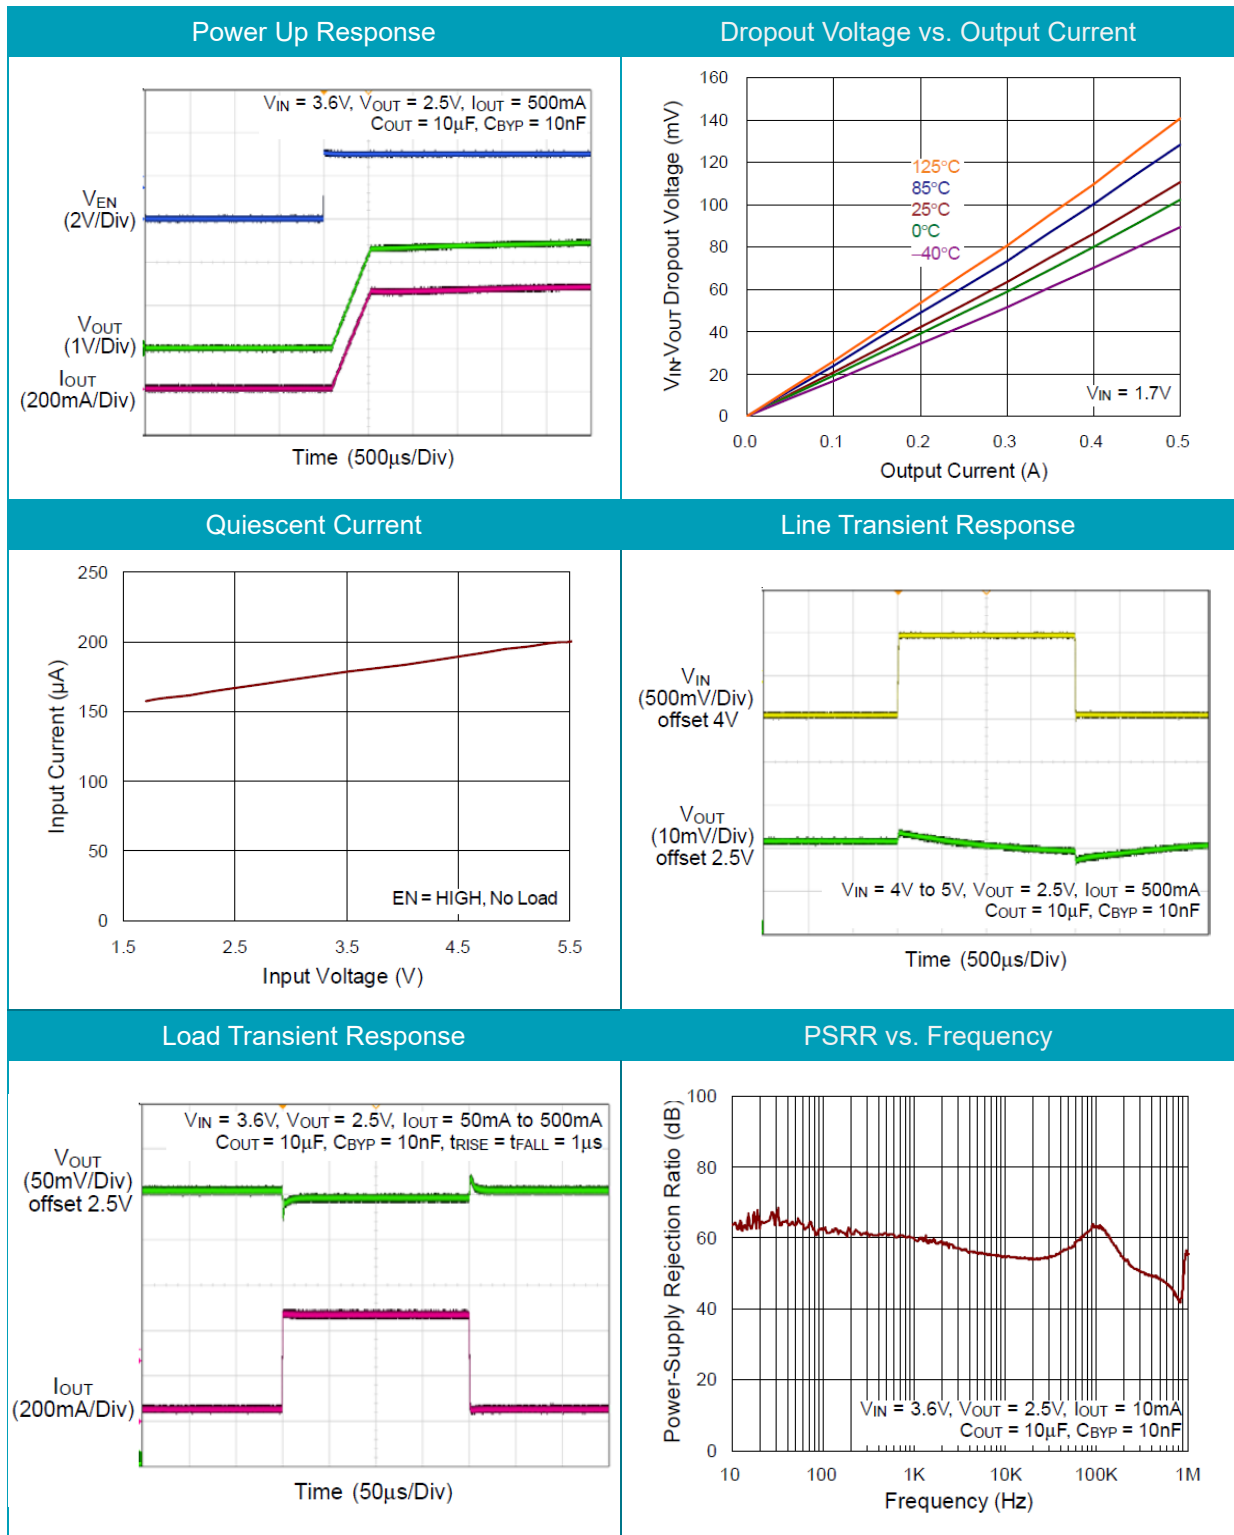 Power Up Response
VIN = 3.6V, VOUT = 2.5V, IOUT = 500mA
COUT = 10µF, CBYP = 10nF
VEN
(2V/Div)
VOUT
(1V/Div)
IOUT
(200mA/Div)
Time (500µs/Div)
Dropout Voltage vs. Output Current
VIN-VOUT Dropout Voltage (mV)
160
140
120
100
80
60
40
20
0
125°C
85°C
25°C
0°C
–40°C
VIN = 1.7V
0.0 0.1 0.2 0.3 0.4 0.5
Output Current (A)
Quiescent Current
Input Current (µA)
250
200
150
100
50
0
EN = HIGH, No Load
1.5 2.5 3.5 4.5 5.5
Input Voltage (V)
Line Transient Response
VIN
(500mV/Div)
offset 4V
VOUT
(10mV/Div)
offset 2.5V
VIN = 4V to 5V, VOUT = 2.5V, IOUT = 500mA
COUT = 10µF, CBYP = 10nF
Time (500µs/Div)
Load Transient Response
VIN = 3.6V, VOUT = 2.5V, IOUT = 50mA to 500mA
COUT = 10µF, CBYP = 10nF, tRISE = tFALL = 1µs
VOUT
(50mV/Div)
offset 2.5V
IOUT
(200mA/Div)
Time (50µs/Div)
PSRR vs. Frequency
Power-Supply Rejection Ratio (dB)
100
80
60
40
20
0
VIN = 3.6V, VOUT = 2.5V, IOUT = 10mA
COUT = 10µF, CBYP = 10nF
10 100 1K 10K 100K 1M
Frequency (Hz)